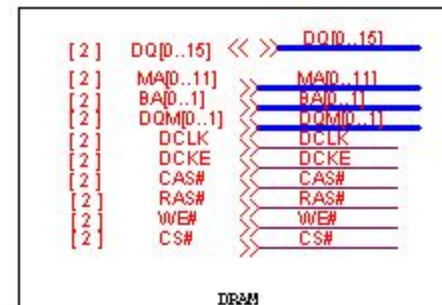 [ 2 ] DQ[0..15] DQ[0..15]
[ 2 ] MA[0..11] MA[0..11]
[ 2 ] BA[0..1] BA[0..1]
[ 2 ] DQM[0..1] DQM[0..1]
[ 2 ] DCLK DCLK
[ 2 ] DCKE DCKE
[ 2 ] CAS# CAS#
[ 2 ] RAS# RAS#
[ 2 ] WE# WE#
[ 2 ] CS# CS#
DRAM